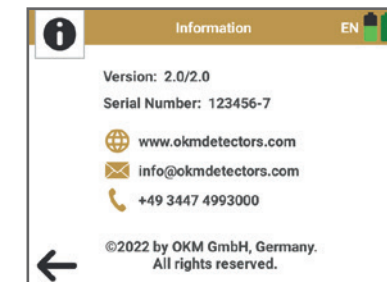 Information
EN
Version: 2.0/2.0
Serial Number: 123456-7
www.okmdetectors.com
info@okmdetectors.com
+49 3447 4993000
©2022 by OKM GmbH, Germany.
All rights reserved.